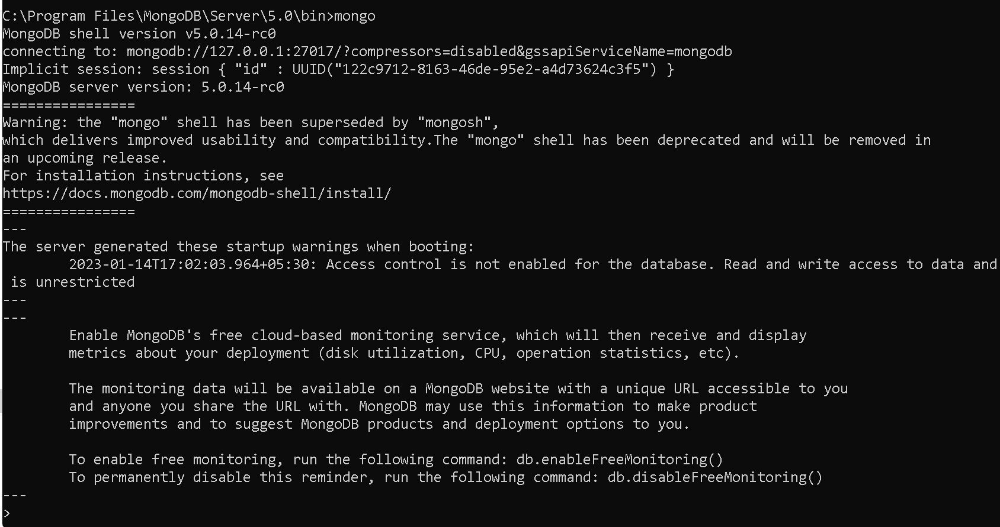 C:\Program Files\MongoDB\Server\5.0\bin>mongo
MongoDB shell version v5.0.14-rc0
connecting to: mongodb://127.0.0.1:27017/?compressors=disabled&gssapiServiceName=mongodb
Implicit session: session { "id" : UUID("122c9712-8163-46de-95e2-a4d73624c3f5") }
MongoDB server version: 5.0.14-rc0
================
Warning: the "mongo" shell has been superseded by "mongosh",
which delivers improved usability and compatibility.The "mongo" shell has been deprecated and will be removed in
an upcoming release.
For installation instructions, see
https://docs.mongodb.com/mongodb-shell/install/
================
---
The server generated these startup warnings when booting:
        2023-01-14T17:02:03.964+05:30: Access control is not enabled for the database. Read and write access to data and
 is unrestricted
---
---
        Enable MongoDB's free cloud-based monitoring service, which will then receive and display
        metrics about your deployment (disk utilization, CPU, operation statistics, etc).

        The monitoring data will be available on a MongoDB website with a unique URL accessible to you
        and anyone you share the URL with. MongoDB may use this information to make product
        improvements and to suggest MongoDB products and deployment options to you.

        To enable free monitoring, run the following command: db.enableFreeMonitoring()
        To permanently disable this reminder, run the following command: db.disableFreeMonitoring()
---
>